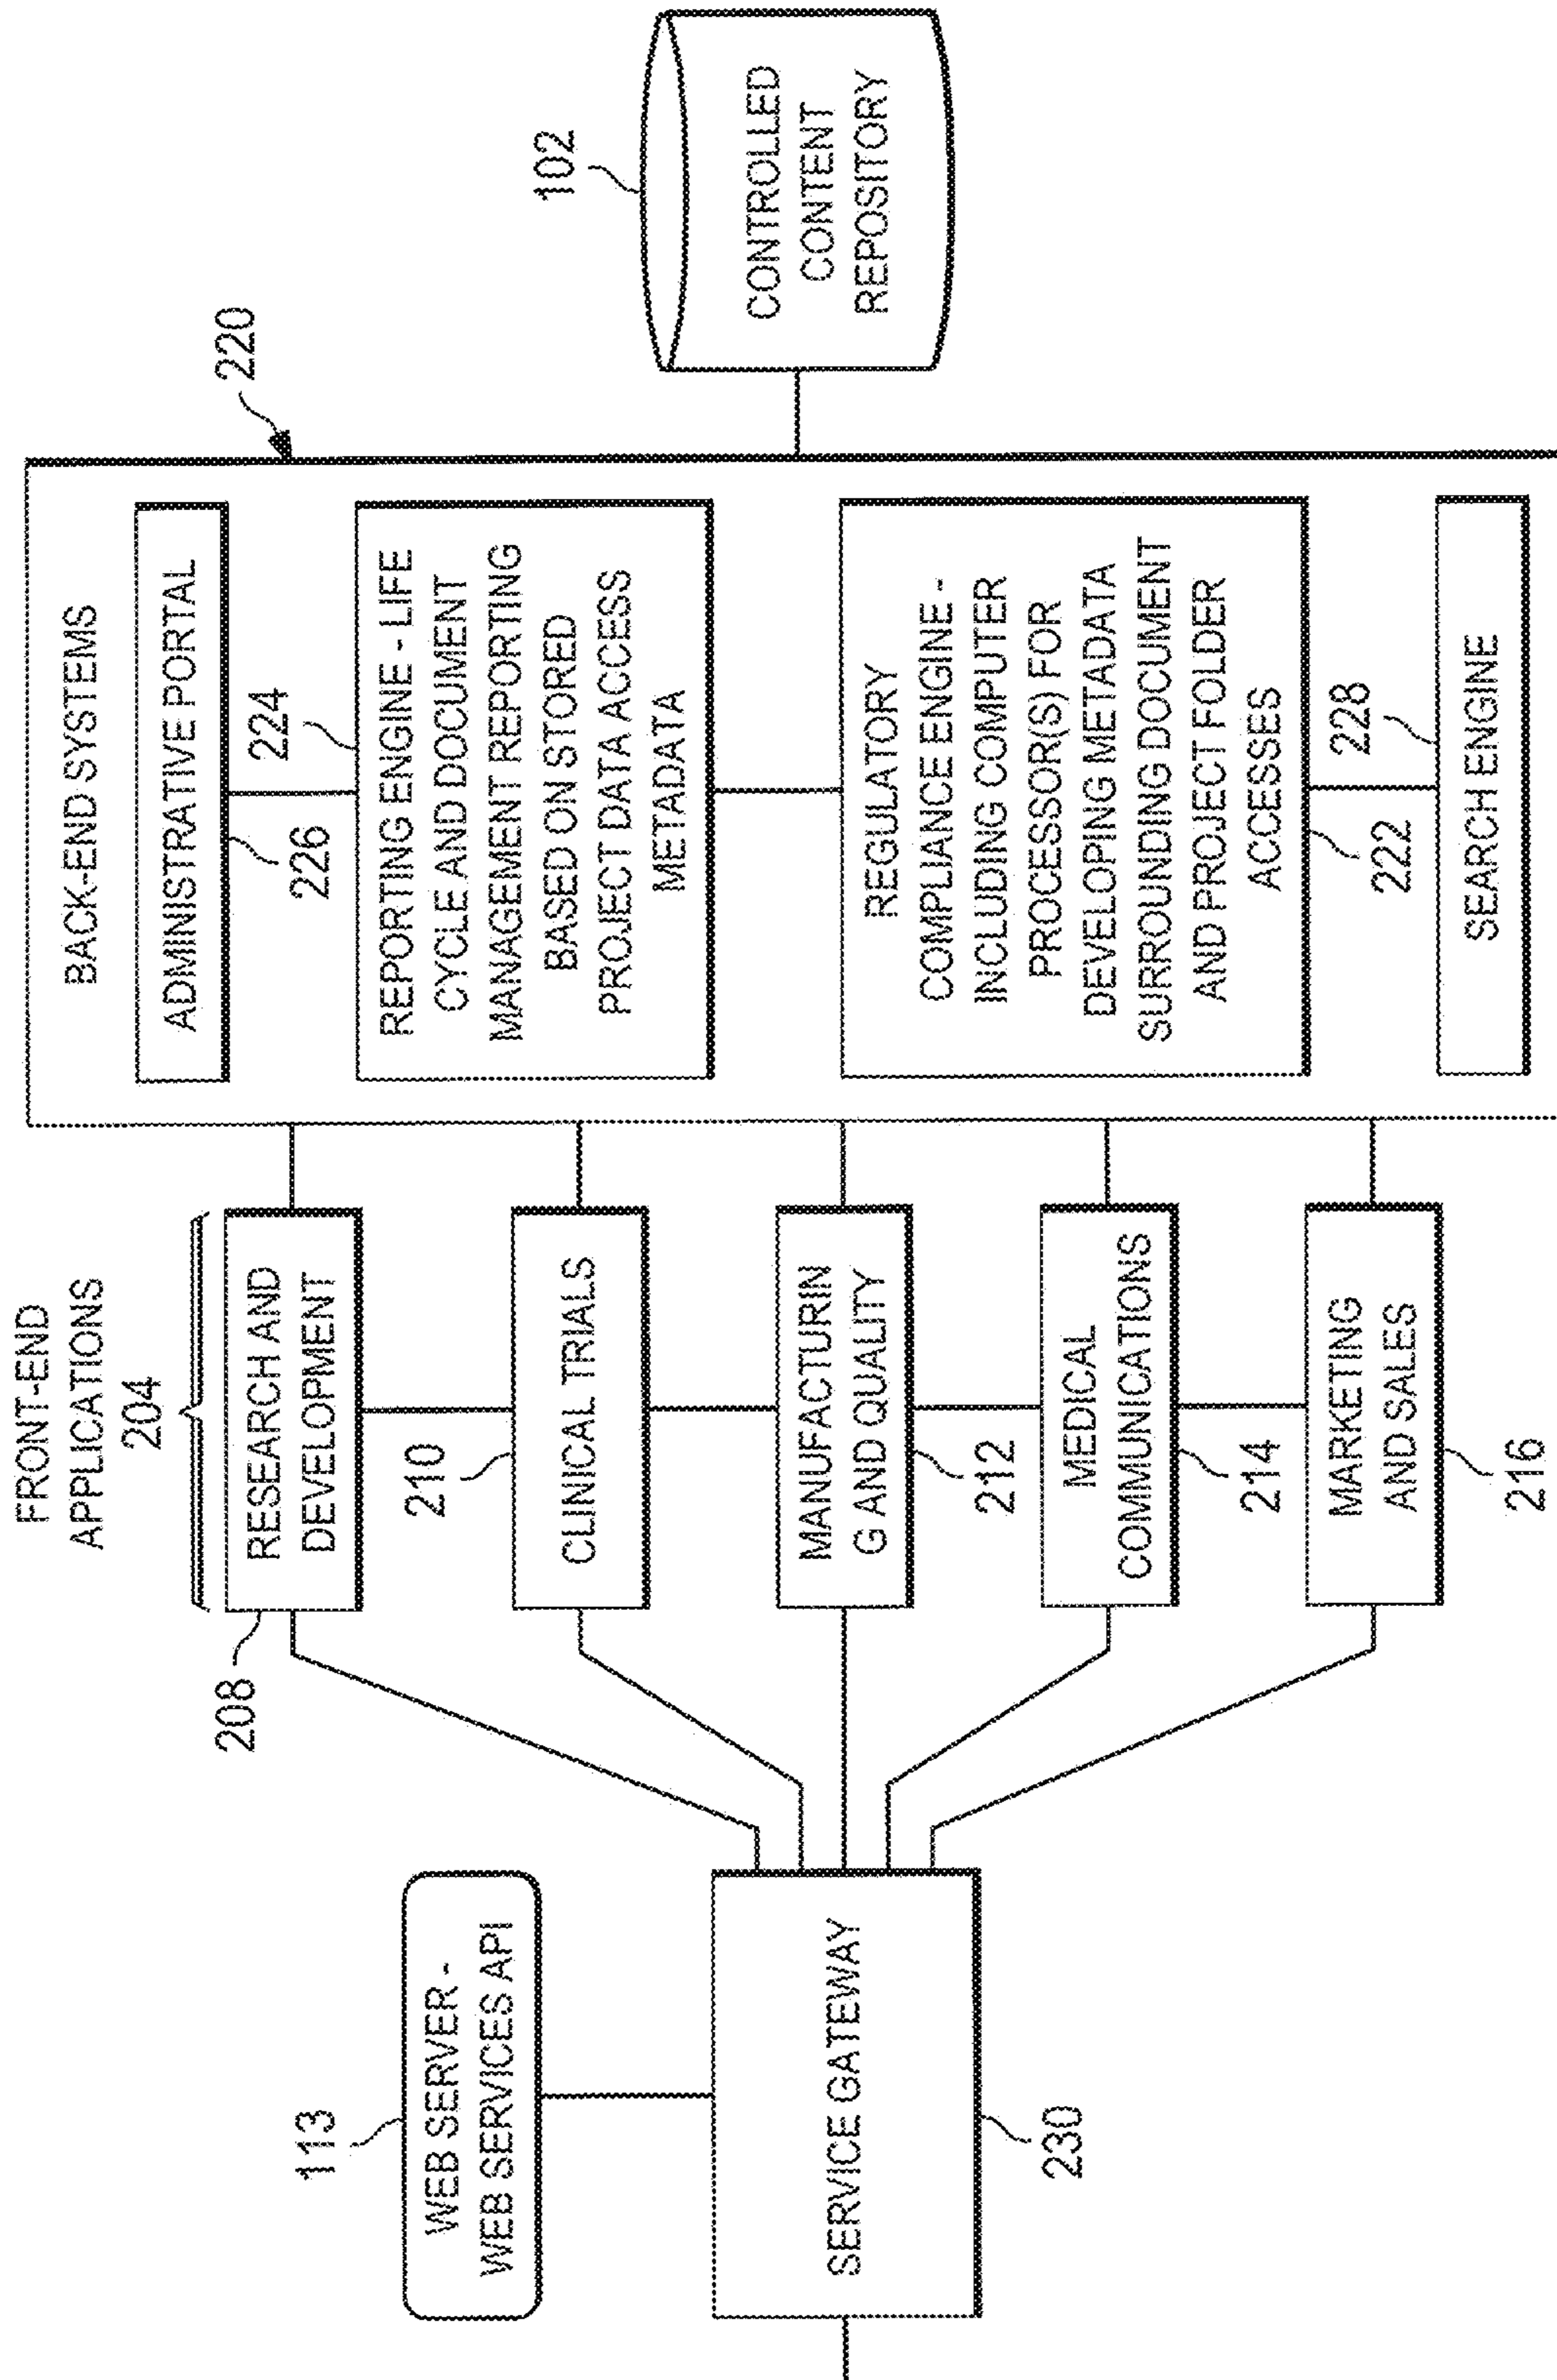 FRONT-END
APPLICATIONS
204
BACK-END SYSTEMS
220
113
WEB SERVER -
WEB SERVICES API
SERVICE GATEWAY
230
208
RESEARCH AND
DEVELOPMENT
210
CLINICAL TRIALS
MANUFACTURIN
G AND QUALITY
212
MEDICAL
COMMUNICATIONS
214
MARKETING
AND SALES
216
ADMINISTRATIVE PORTAL
226
224
REPORTING ENGINE - LIFE
CYCLE AND DOCUMENT
MANAGEMENT REPORTING
BASED ON STORED
PROJECT DATA ACCESS
METADATA
REGULATORY
COMPLIANCE ENGINE -
INCLUDING COMPUTER
PROCESSOR(S) FOR
DEVELOPING METADATA
SURROUNDING DOCUMENT
AND PROJECT FOLDER
ACCESSES
222
228
SEARCH ENGINE
102
CONTROLLED
CONTENT
REPOSITORY